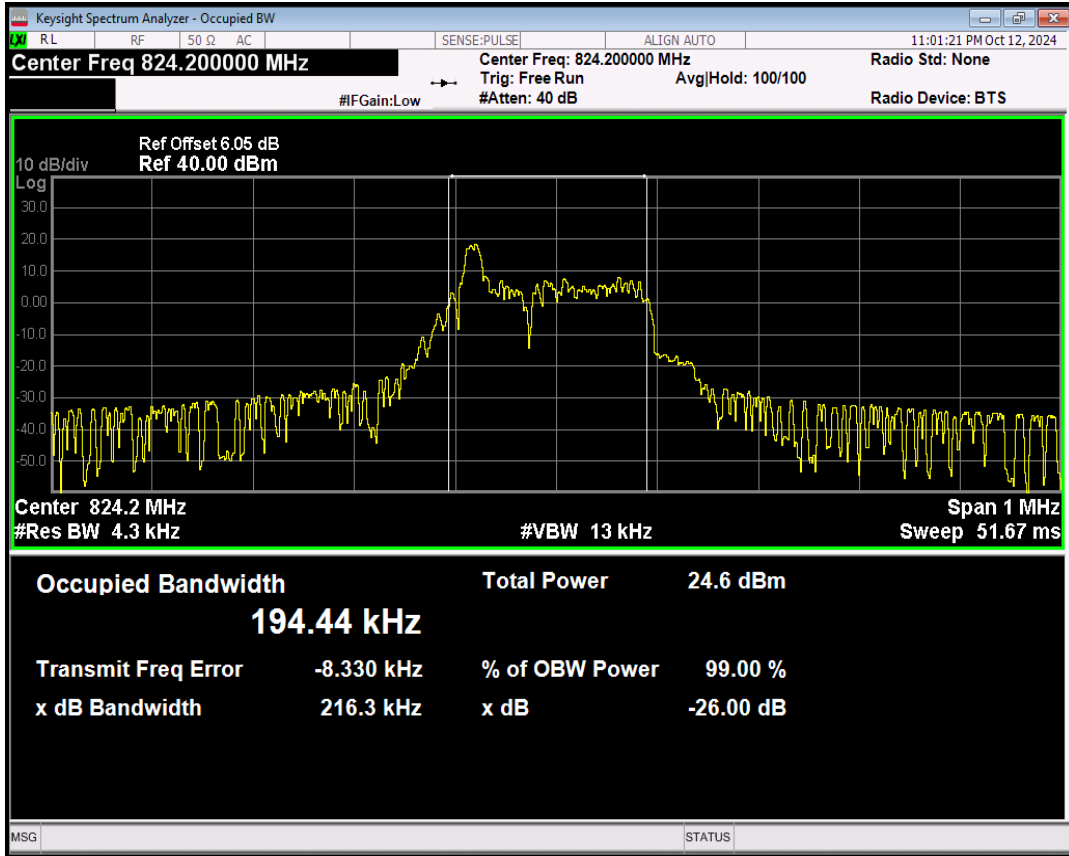 Keysight Spectrum Analyzer - Occupied BW
LXI RL RF 50 Ω AC SENSE:PULSE ALIGN AUTO 11:01:21 PM Oct 12, 2024
Center Freq 824.200000 MHz Center Freq: 824.200000 MHz Radio Std: None
Trig: Free Run Avg|Hold: 100/100
#IFGain:Low #Atten: 40 dB Radio Device: BTS
Ref Offset 6.05 dB
10 dB/div Ref 40.00 dBm
Log
30.0
20.0
10.0
0.00
-10.0
-20.0
-30.0
-40.0
-50.0
Center 824.2 MHz Span 1 MHz
#Res BW 4.3 kHz #VBW 13 kHz Sweep 51.67 ms
Occupied Bandwidth Total Power 24.6 dBm
194.44 kHz
Transmit Freq Error -8.330 kHz % of OBW Power 99.00 %
x dB Bandwidth 216.3 kHz x dB -26.00 dB
MSG STATUS